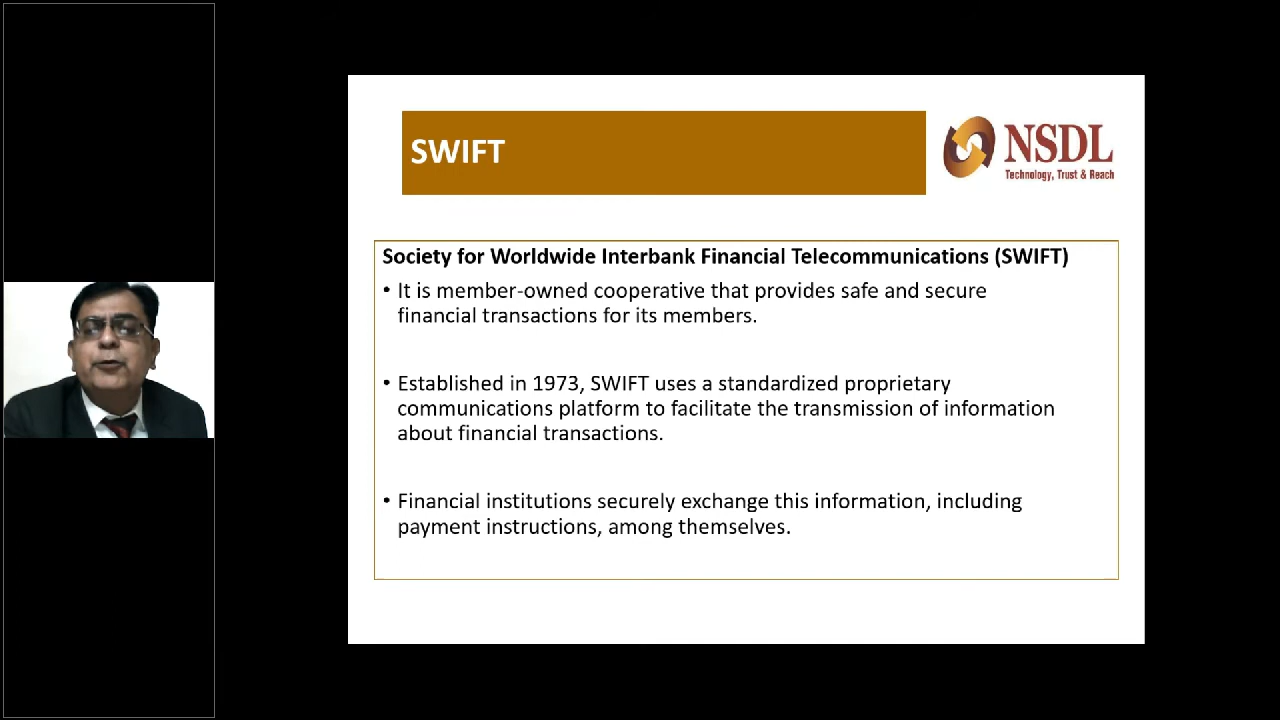 SWIFT
NSDL
Technology, Trust & Reach
Society for Worldwide Interbank Financial Telecommunications (SWIFT)
• It is member-owned cooperative that provides safe and secure
financial transactions for its members.
• Established in 1973, SWIFT uses a standardized proprietary
communications platform to facilitate the transmission of information
about financial transactions.
• Financial institutions securely exchange this information, including
payment instructions, among themselves.